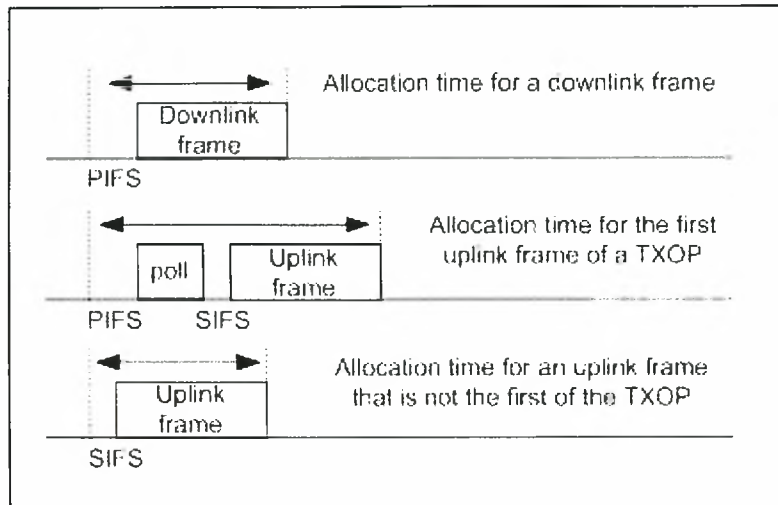 Allocation time for a downlink frame
Downlink
frame
PIFS
Allocation time for the first
uplink frame of a TXOP
poll
Uplink
frame
PIFS SIFS
Allocation time for an uplink frame
that is not the first of the TXOP
Uplink
frame
SIFS